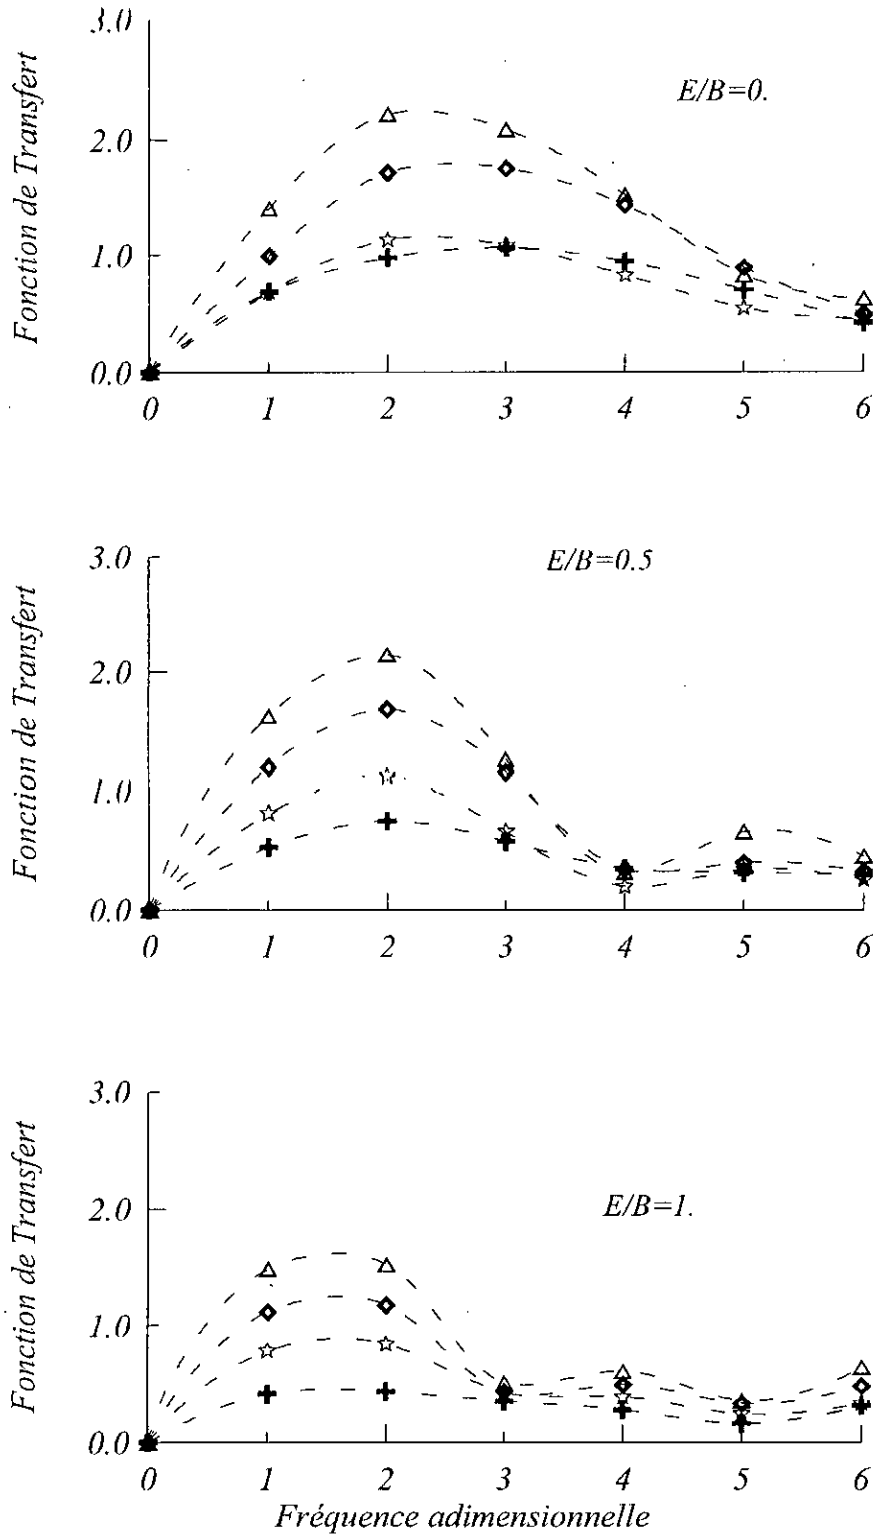 Fonction de Transfert
3.0
E/B=0.
2.0
1.0
0.0
0 1 2 3 4 5 6
Fonction de Transfert
3.0
E/B=0.5
2.0
1.0
0.0
0 1 2 3 4 5 6
Fonction de Transfert
3.0
2.0
E/B=1.
1.0
0.0
0 1 2 3 4 5 6
Fréquence adimensionnelle